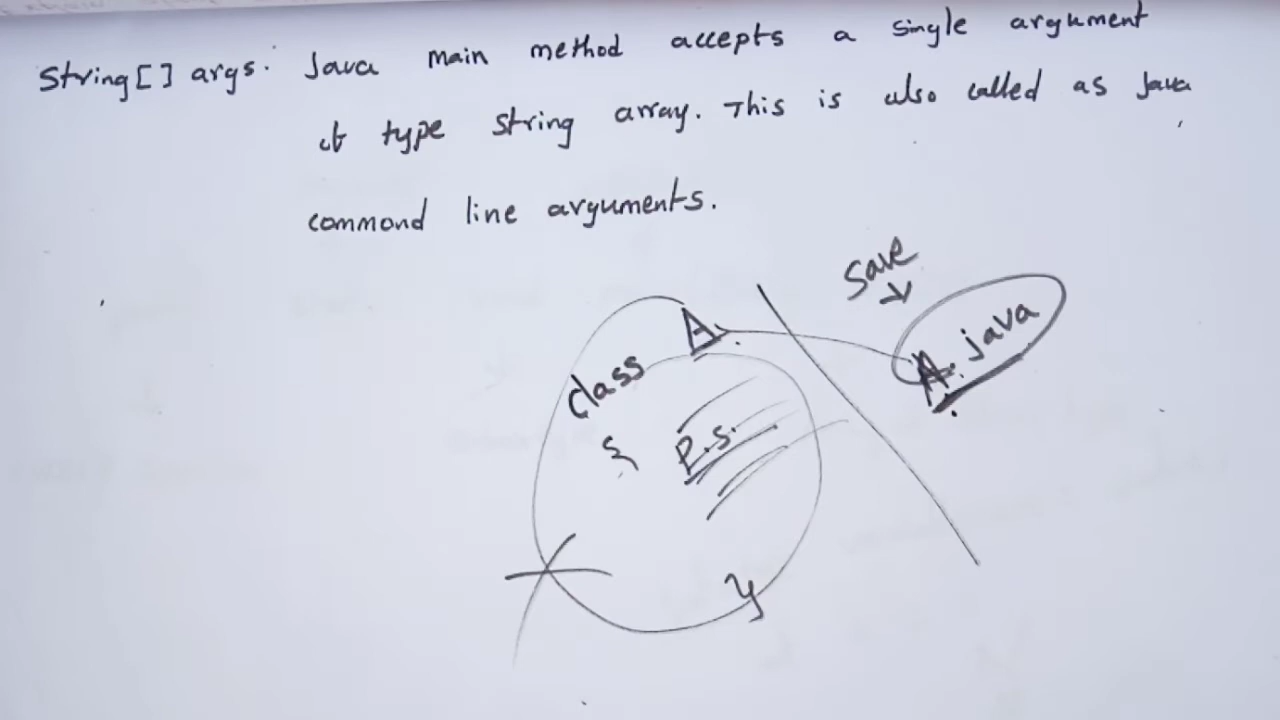 String[] args. Java main method accepts a single argument
of type string array. This is also called as java
commond line arguments.
Save
class A
A.java
{ P.s.
}